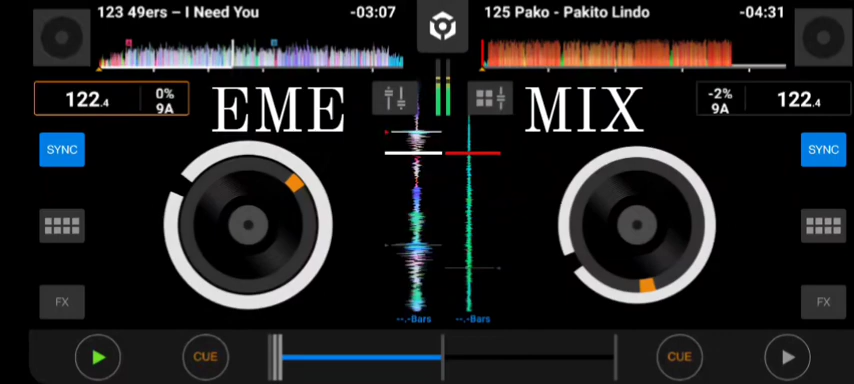 123 49ers – I Need You
-03:07
125 Pako - Pakito Lindo
-04:31
A
122.4
0%
9A
EME
MIX
-2%
9A
122.4
SYNC
SYNC
FX
FX
--.-Bars
--.-Bars
CUE
CUE